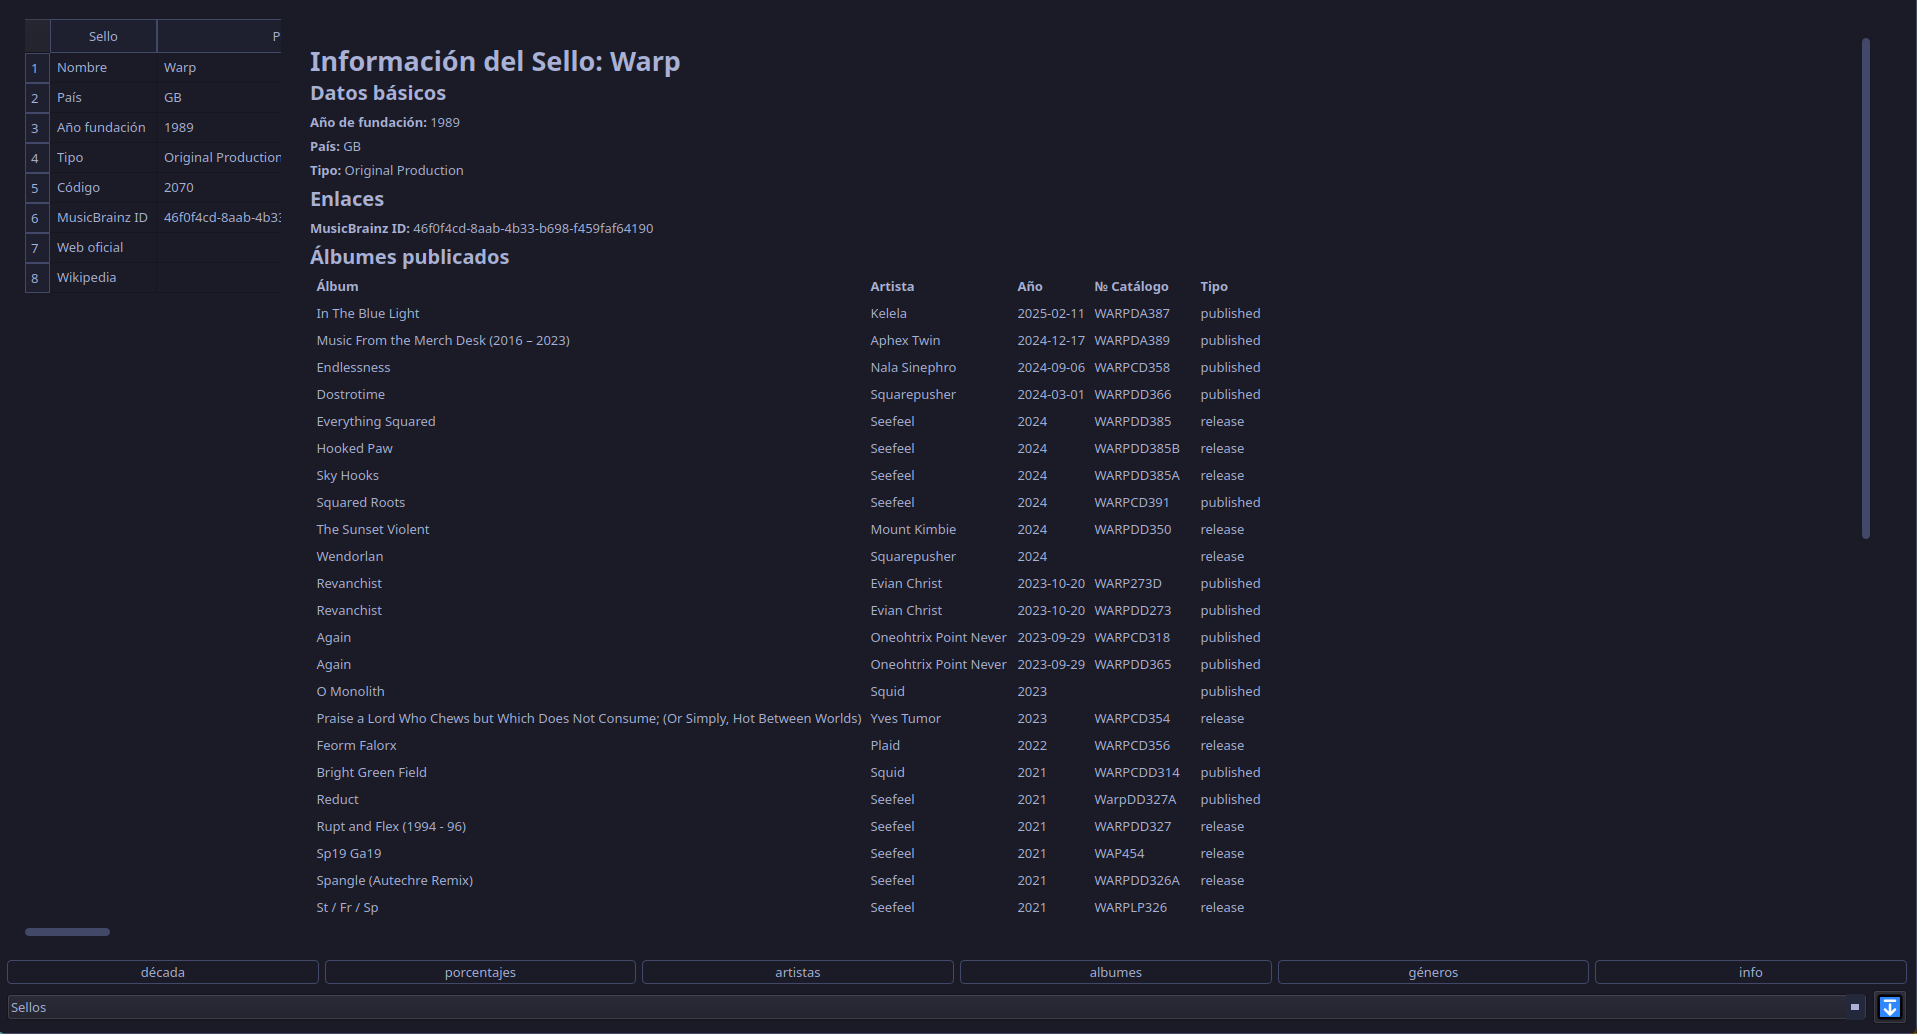 Sello P
1 Nombre Warp
2 País GB
3 Año fundación 1989
4 Tipo Original Production
5 Código 2070
6 MusicBrainz ID 46f0f4cd-8aab-4b33
7 Web oficial
8 Wikipedia
Información del Sello: Warp
Datos básicos
Año de fundación: 1989
País: GB
Tipo: Original Production
Enlaces
MusicBrainz ID: 46f0f4cd-8aab-4b33-b698-f459faf64190
Álbumes publicados
Álbum Artista Año № Catálogo Tipo
In The Blue Light Kelela 2025-02-11 WARPDA387 published
Music From the Merch Desk (2016 – 2023) Aphex Twin 2024-12-17 WARPDA389 published
Endlessness Nala Sinephro 2024-09-06 WARPCD358 published
Dostrotime Squarepusher 2024-03-01 WARPDD366 published
Everything Squared Seefeel 2024 WARPDD385 release
Hooked Paw Seefeel 2024 WARPDD385B release
Sky Hooks Seefeel 2024 WARPDD385A release
Squared Roots Seefeel 2024 WARPCD391 published
The Sunset Violent Mount Kimbie 2024 WARPDD350 release
Wendorlan Squarepusher 2024 release
Revanchist Evian Christ 2023-10-20 WARP273D published
Revanchist Evian Christ 2023-10-20 WARPDD273 published
Again Oneohtrix Point Never 2023-09-29 WARPCD318 published
Again Oneohtrix Point Never 2023-09-29 WARPDD365 published
O Monolith Squid 2023 published
Praise a Lord Who Chews but Which Does Not Consume; (Or Simply, Hot Between Worlds) Yves Tumor 2023 WARPCD354 release
Feorm Falorx Plaid 2022 WARPCD356 release
Bright Green Field Squid 2021 WARPCDD314 published
Reduct Seefeel 2021 WarpDD327A published
Rupt and Flex (1994 - 96) Seefeel 2021 WARPDD327 release
Sp19 Ga19 Seefeel 2021 WAP454 release
Spangle (Autechre Remix) Seefeel 2021 WARPDD326A release
St / Fr / Sp Seefeel 2021 WARPLP326 release
década porcentajes artistas albumes géneros info
Sellos